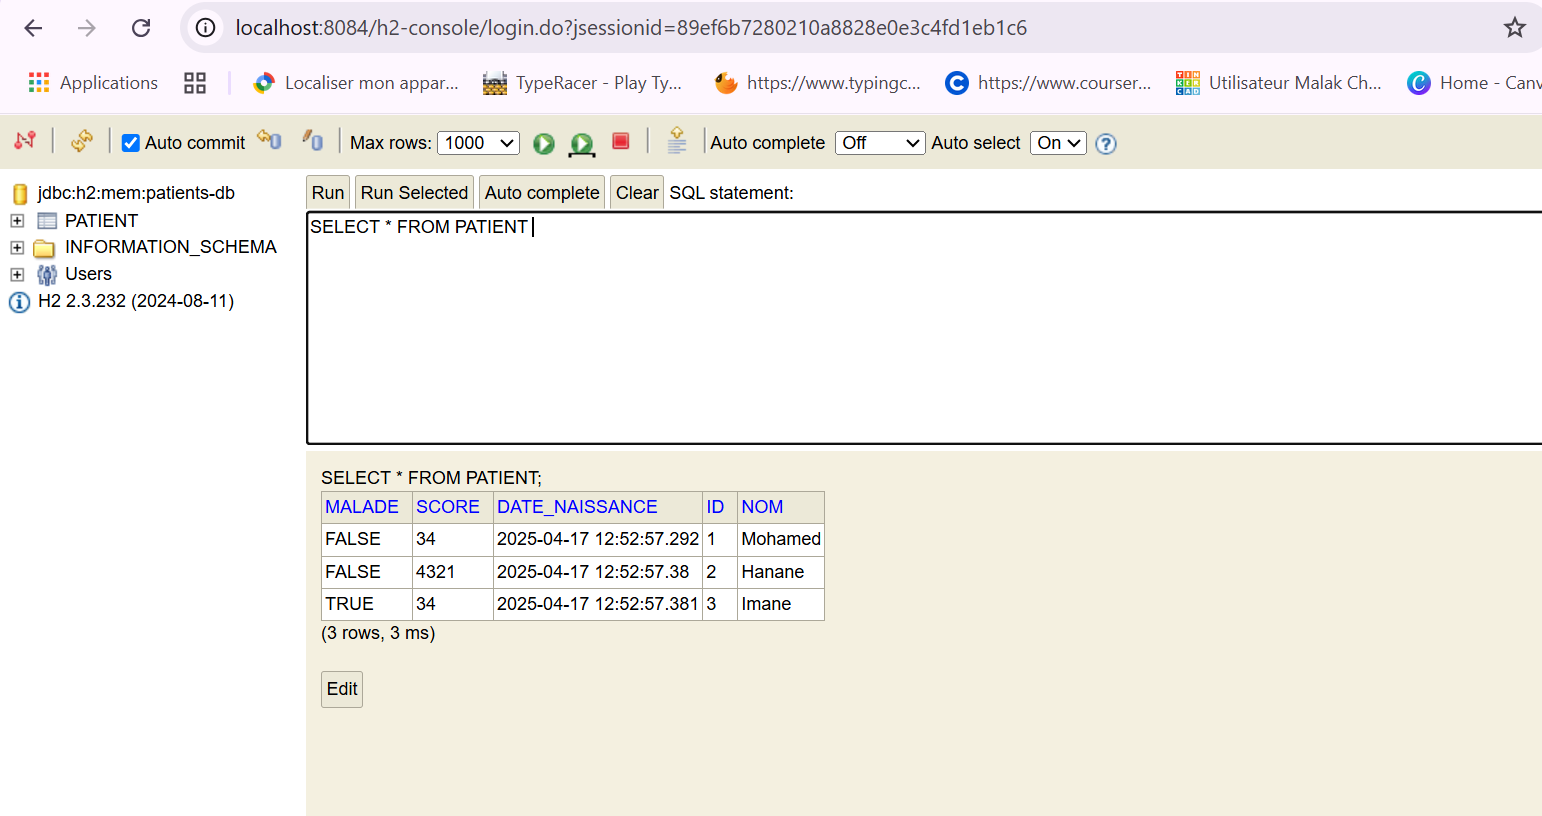 localhost:8084/h2-console/login.do?jsessionid=89ef6b7280210a8828e0e3c4fd1eb1c6
Applications Localiser mon appar... TypeRacer - Play Ty... https://www.typingc... https://www.courser... Utilisateur Malak Ch... Home - Canv
Auto commit Max rows: 1000 Auto complete Off Auto select On
jdbc:h2:mem:patients-db
PATIENT
INFORMATION_SCHEMA
Users
H2 2.3.232 (2024-08-11)
Run Run Selected Auto complete Clear SQL statement:
SELECT * FROM PATIENT
SELECT * FROM PATIENT;
MALADE SCORE DATE_NAISSANCE ID NOM
FALSE 34 2025-04-17 12:52:57.292 1 Mohamed
FALSE 4321 2025-04-17 12:52:57.38 2 Hanane
TRUE 34 2025-04-17 12:52:57.381 3 Imane
(3 rows, 3 ms)
Edit